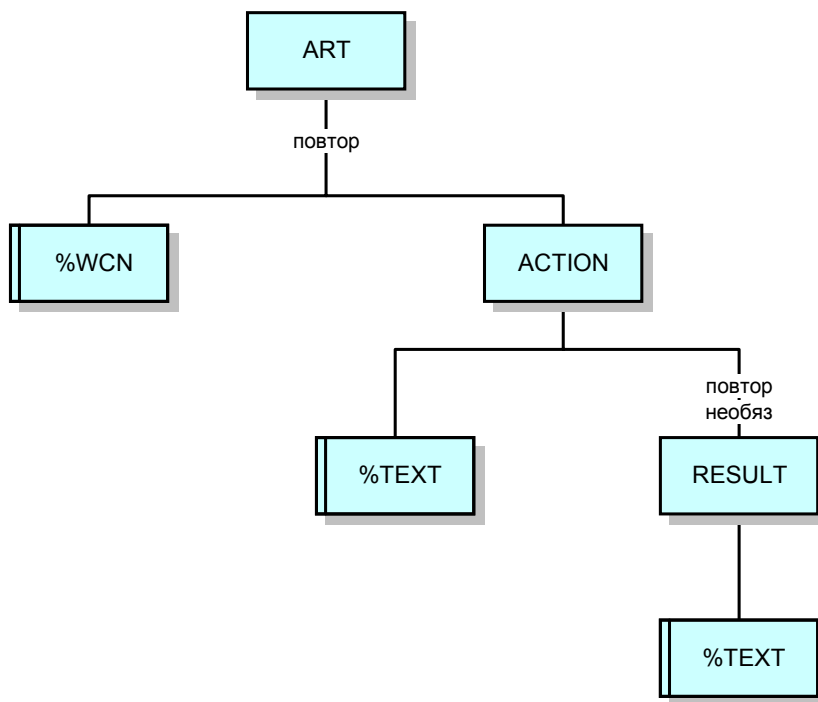 ART
повтор
%WCN
ACTION
повтор
необяз
%TEXT
RESULT
%TEXT